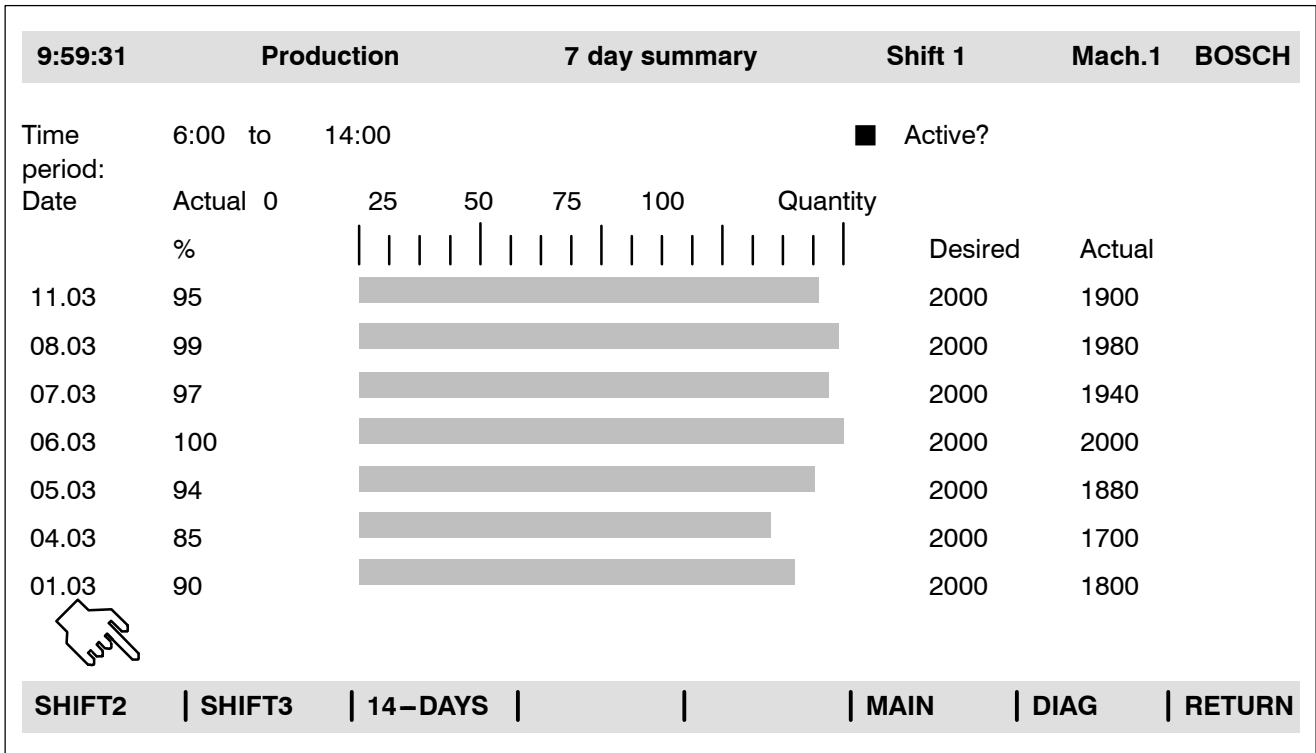 9:59:31 Production 7 day summary Shift 1 Mach.1 BOSCH
Time period: 6:00 to 14:00 ■ Active?
Date Actual 0 25 50 75 100 Quantity
% Desired Actual
11.03 95 2000 1900
08.03 99 2000 1980
07.03 97 2000 1940
06.03 100 2000 2000
05.03 94 2000 1880
04.03 85 2000 1700
01.03 90 2000 1800
SHIFT2 | SHIFT3 | 14–DAYS | | | MAIN | DIAG | RETURN